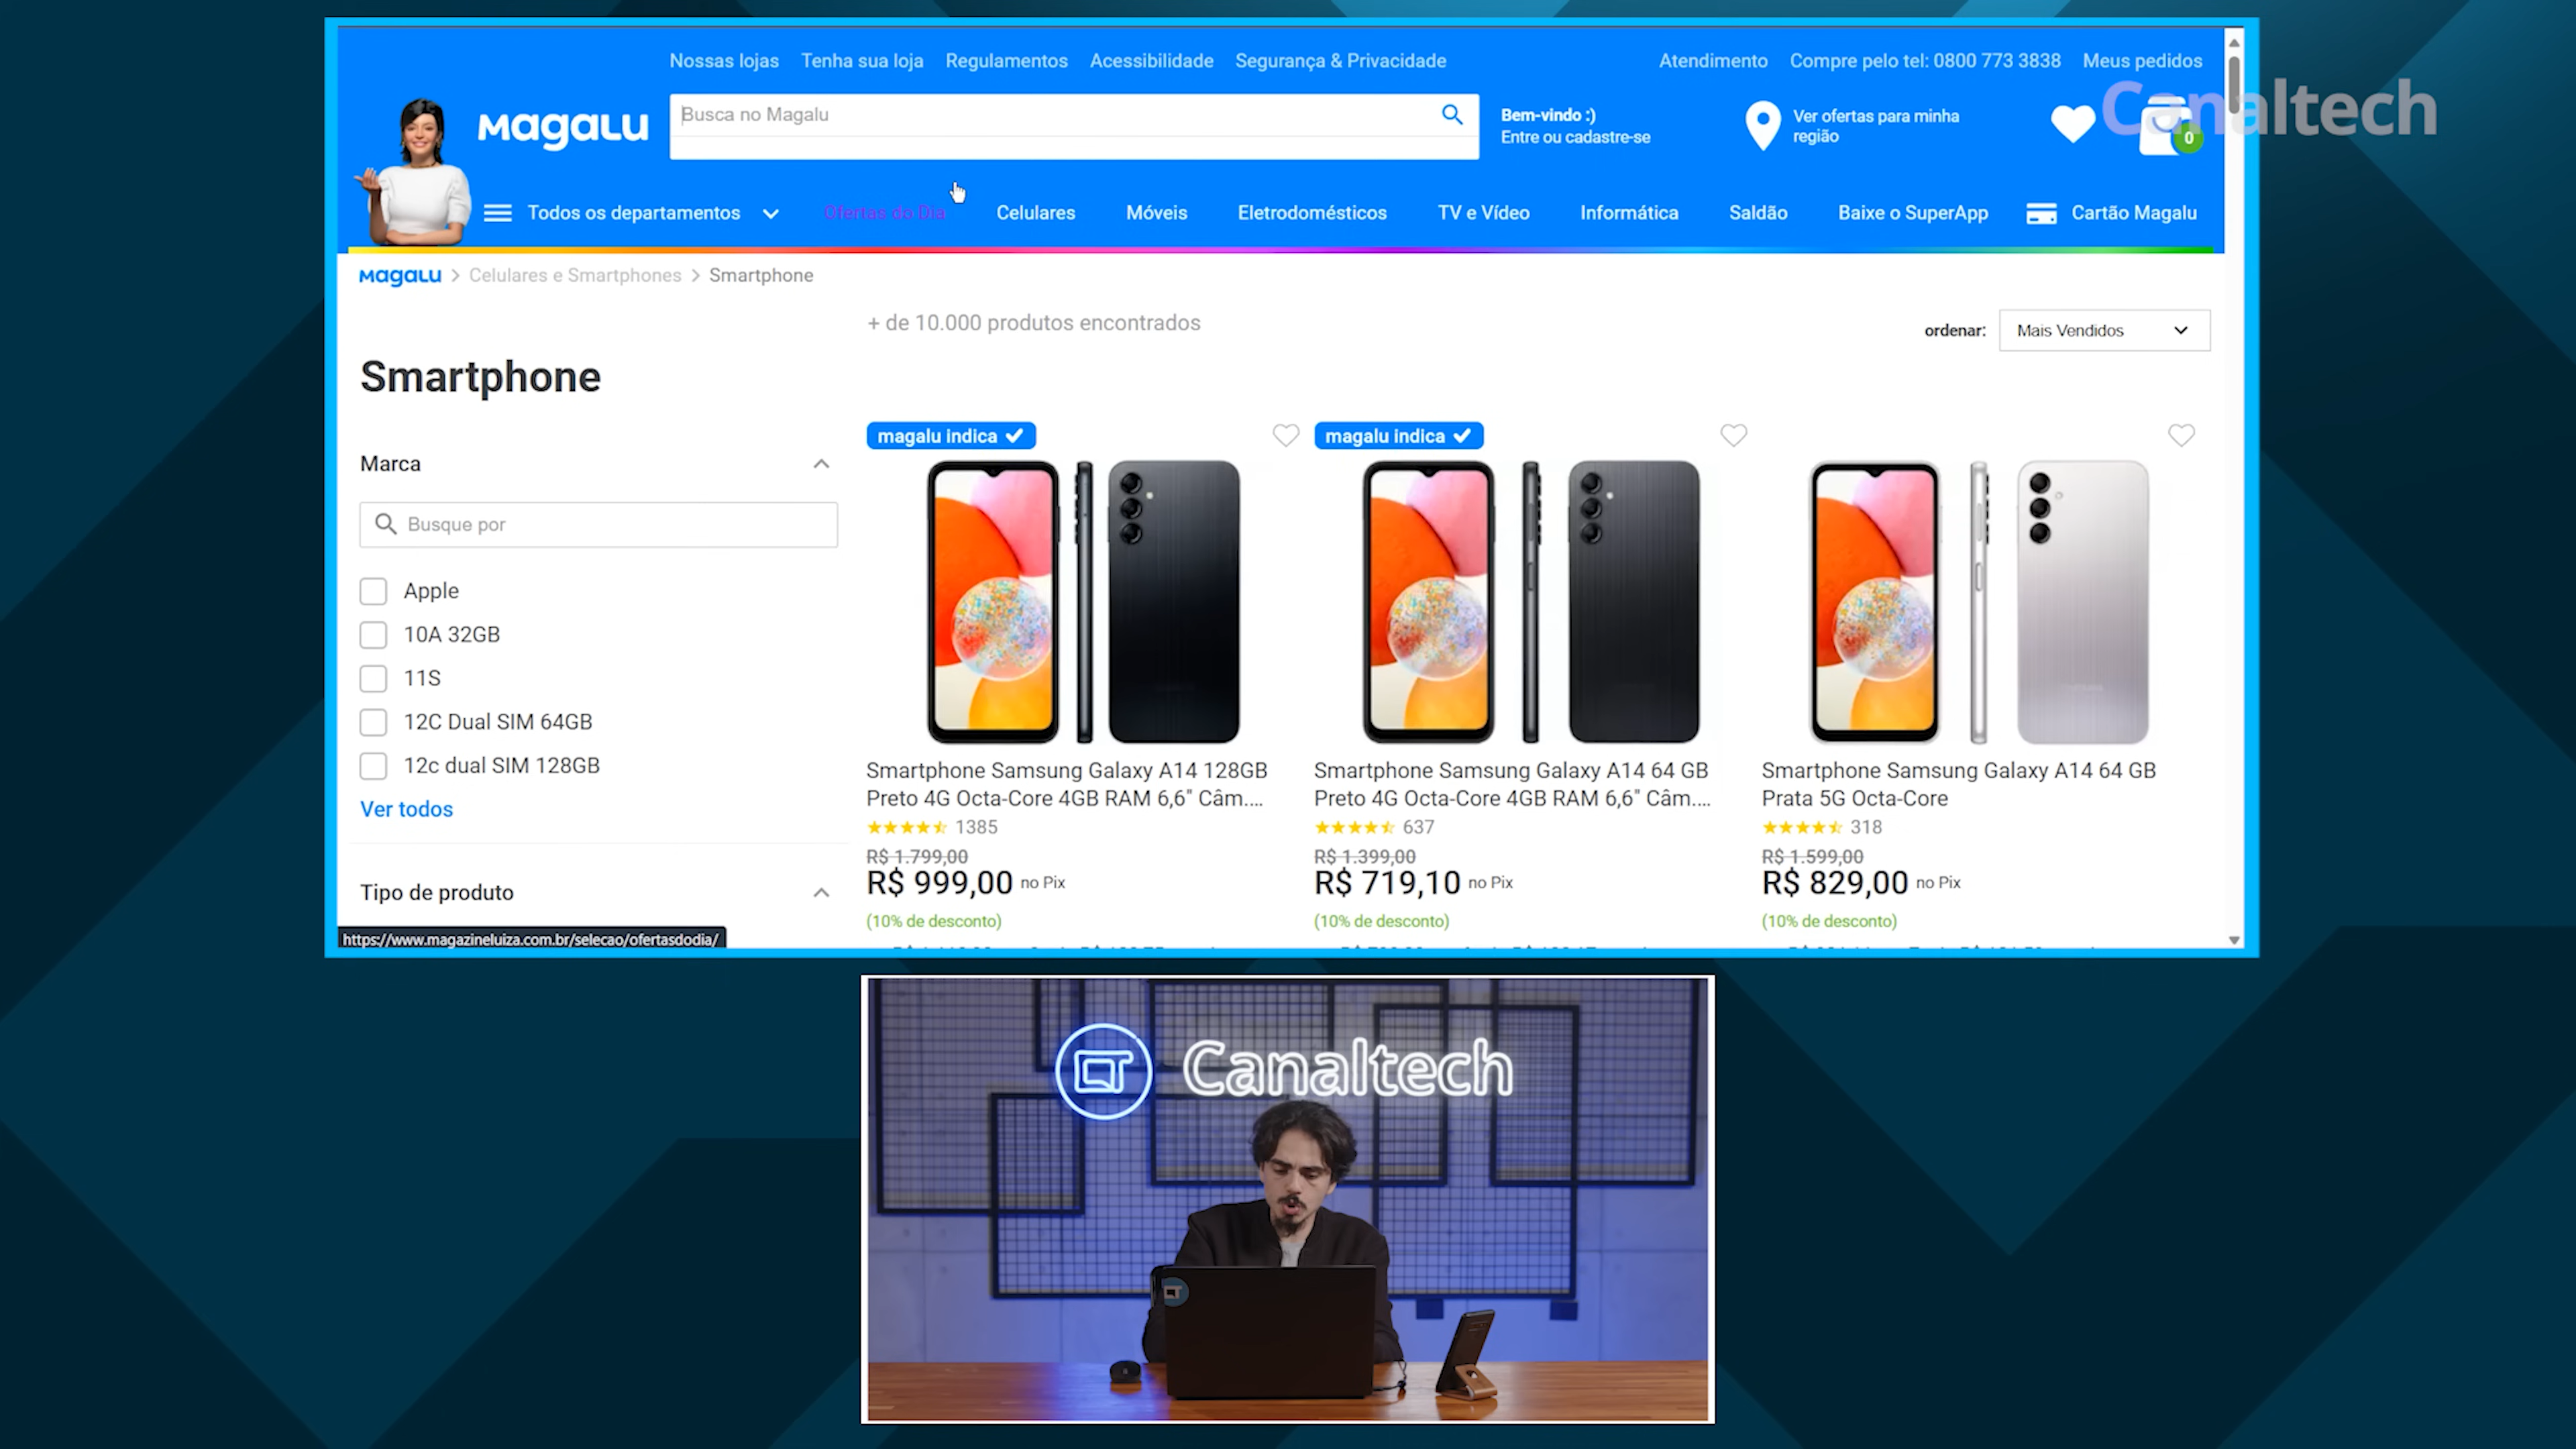 Nossas lojas Tenha sua loja Regulamentos Acessibilidade Segurança & Privacidade Atendimento Compre pelo tel: 0800 773 3838 Meus pedidos
Canaltech
Magalu
Busca no Magalu
Bem-vindo :)
Entre ou cadastre-se
Ver ofertas para minha
região
0
Todos os departamentos Ofertas do Dia Celulares Móveis Eletrodomésticos TV e Vídeo Informática Saldão Baixe o SuperApp Cartão Magalu
Magalu > Celulares e Smartphones > Smartphone
+ de 10.000 produtos encontrados
ordenar: Mais Vendidos
Smartphone
Marca
Busque por
Apple
10A 32GB
11S
12C Dual SIM 64GB
12c dual SIM 128GB
Ver todos
Tipo de produto
magalu indica
Smartphone Samsung Galaxy A14 128GB
Preto 4G Octa-Core 4GB RAM 6,6" Câm....
1385
R$ 1.799,00
R$ 999,00 no Pix
(10% de desconto)
magalu indica
Smartphone Samsung Galaxy A14 64 GB
Preto 4G Octa-Core 4GB RAM 6,6" Câm....
637
R$ 1.399,00
R$ 719,10 no Pix
(10% de desconto)
Smartphone Samsung Galaxy A14 64 GB
Prata 5G Octa-Core
318
R$ 1.599,00
R$ 829,00 no Pix
(10% de desconto)
https://www.magazineluiza.com.br/selecao/ofertasdodia/
Canaltech